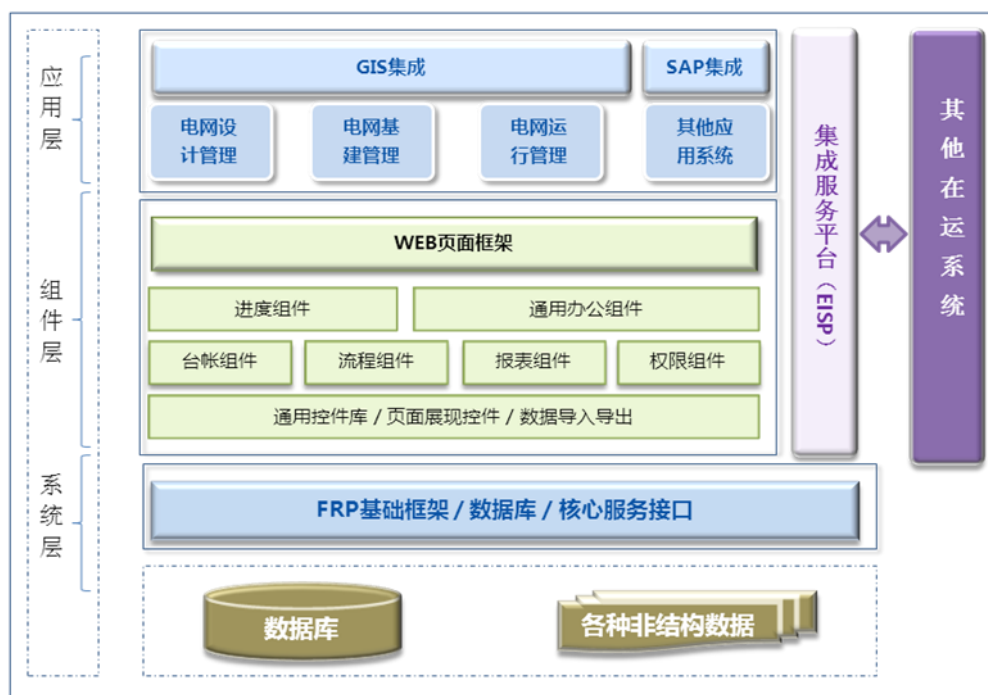 应用层
GIS集成
SAP集成
电网设
计管理
电网基
建管理
电网运
行管理
其他应
用系统
组件层
WEB页面框架
进度组件
通用办公组件
台帐组件
流程组件
报表组件
权限组件
通用控件库 / 页面展现控件 / 数据导入导出
系统层
FRP基础框架 / 数据库 / 核心服务接口
数据库
各种非结构数据
集成服务平台（EISP）
其他在运系统